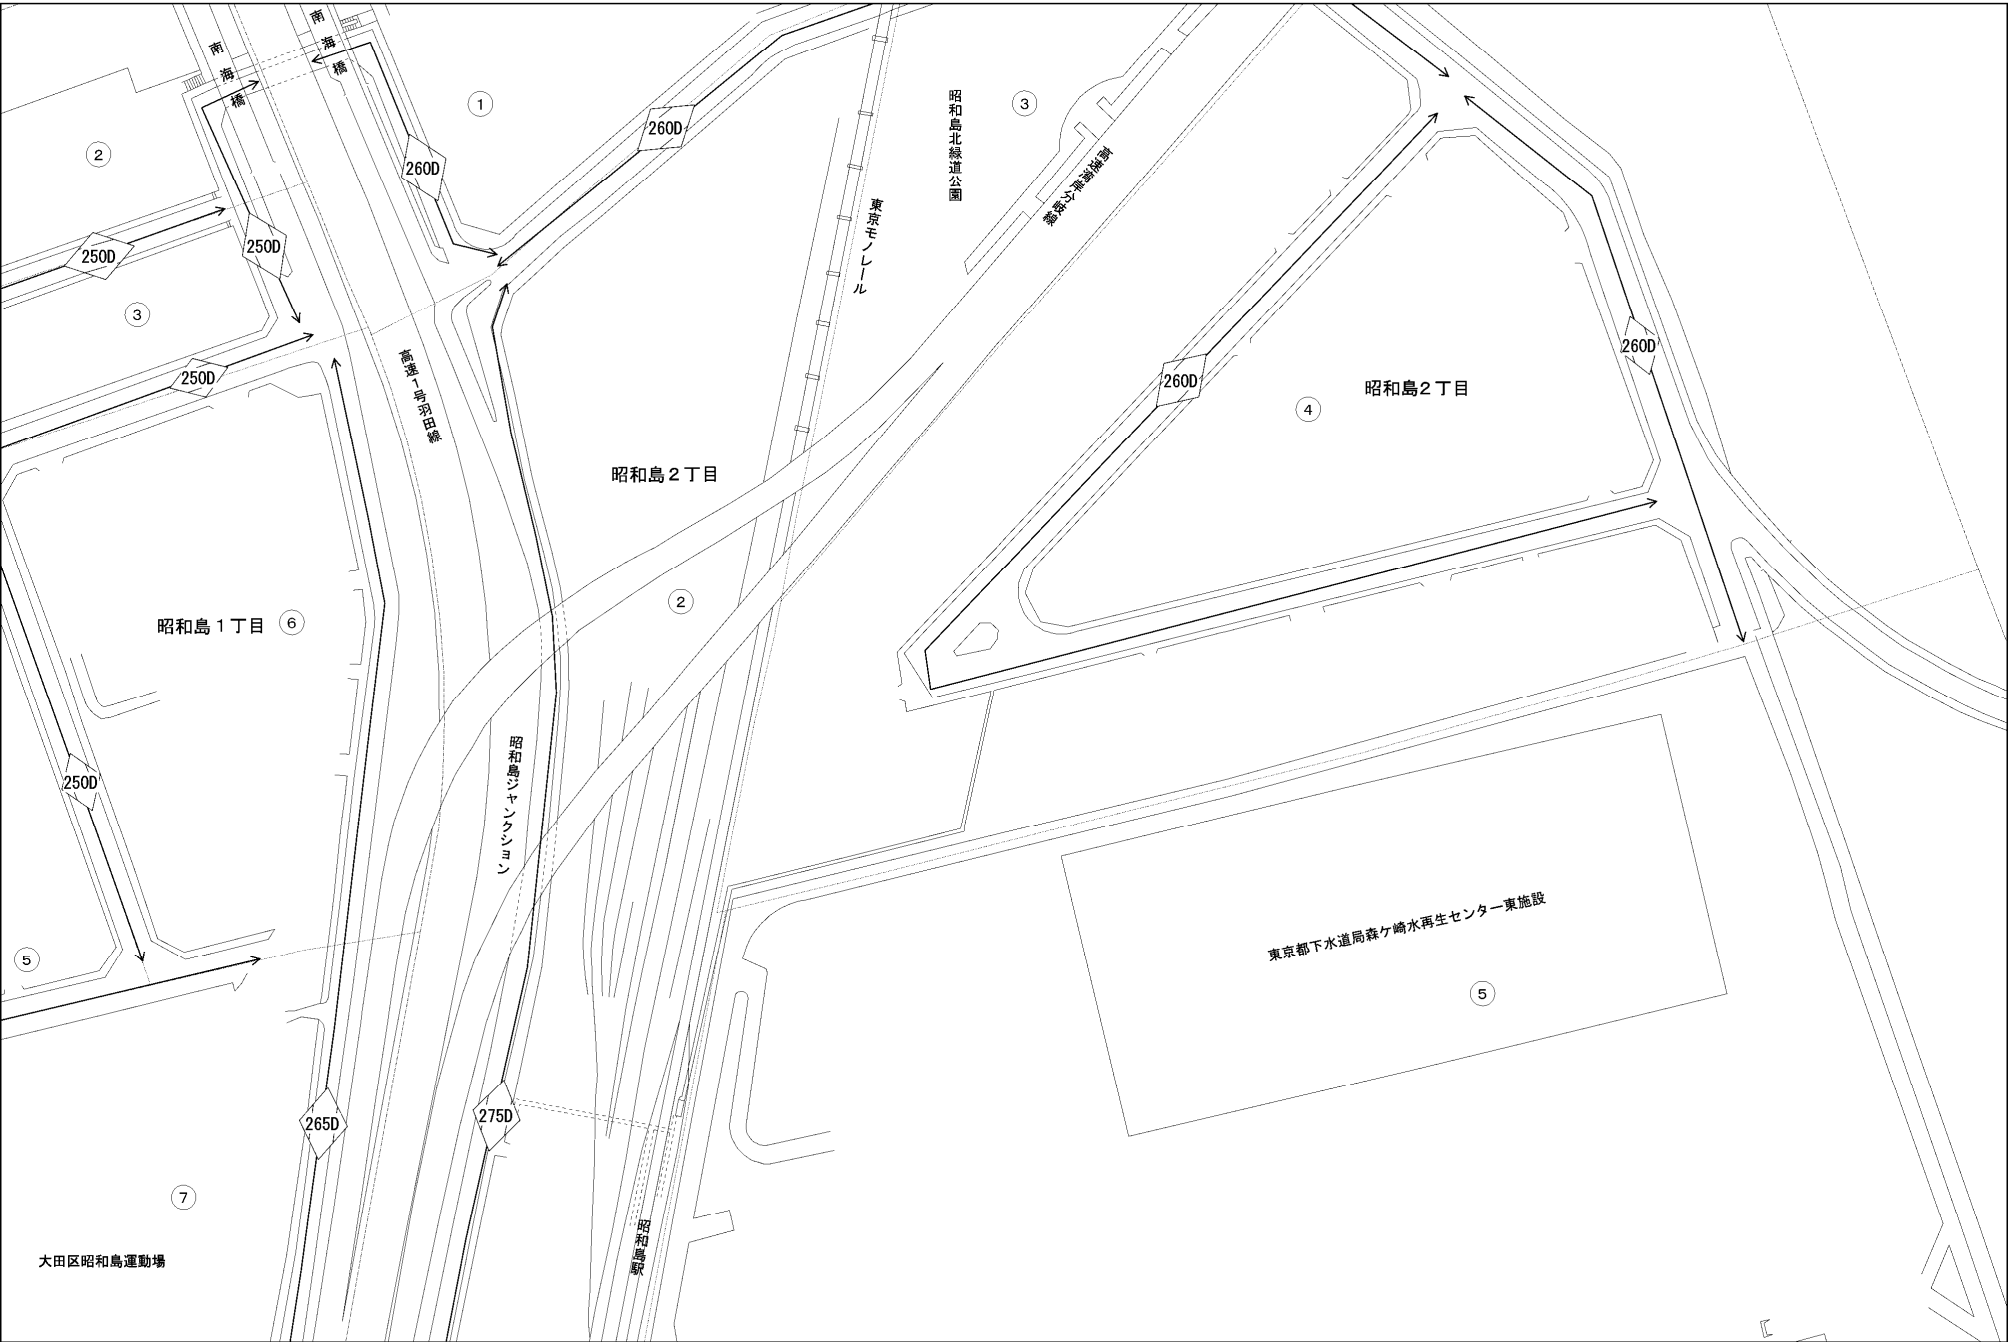 南海橋
南海橋
①
②
③
昭和島北緑道公園
高速湾岸分岐線
東京モノレール
260D
260D
250D
250D
③
250D
高速1号羽田線
260D
260D
昭和島2丁目
④
昭和島2丁目
②
昭和島1丁目
⑥
250D
昭和島ジャンクション
⑤
東京都下水道局森ケ崎水再生センター東施設
⑤
265D
275D
⑦
昭和島駅
大田区昭和島運動場